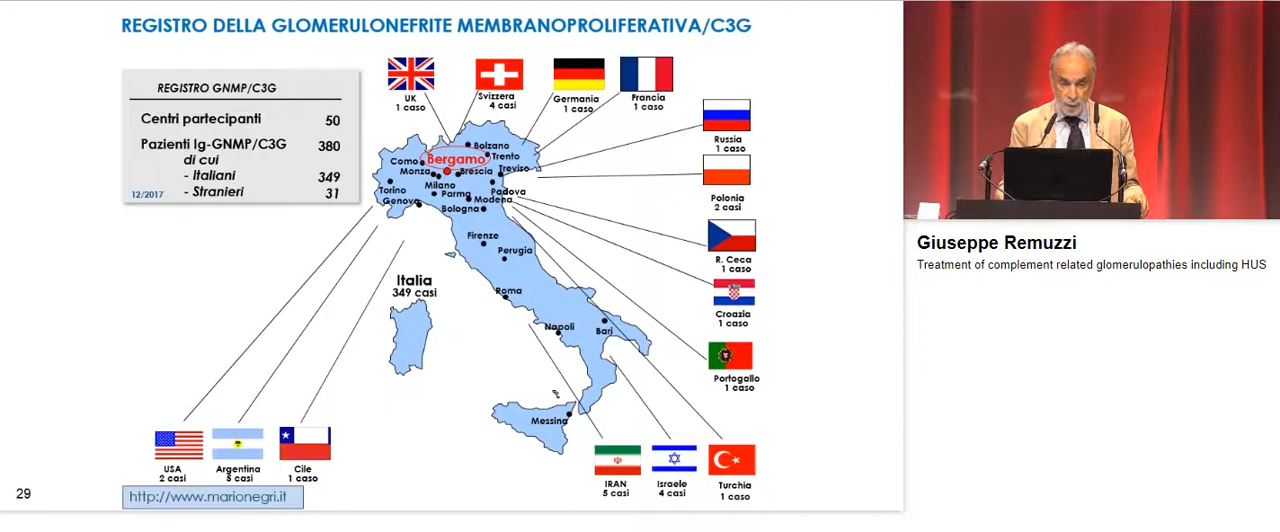 REGISTRO DELLA GLOMERULONEFRITE MEMBRANOPROLIFERATIVA/C3G
REGISTRO GNMP/C3G
Centri partecipanti 50
Pazienti Ig-GNMP/C3G 380
di cui
- Italiani 349
- Stranieri 31
12/2017
UK
1 caso
Svizzera
4 casi
Germania
1 caso
Francia
1 caso
Russia
1 caso
Polonia
2 casi
R. Ceca
1 caso
Croazia
1 caso
Portogallo
1 caso
Bolzano
Trento
Como
Bergamo
Monza
Brescia
Treviso
Milano
Torino
Parma
Padova
Genova
Modena
Bologna
Firenze
Perugia
Italia
349 casi
Roma
Napoli
Bari
Messina
USA
2 casi
Argentina
casi
Cile
1 caso
IRAN
5 casi
Israele
4 casi
Turchia
1 caso
29
http://www.marionegri.it
Giuseppe Remuzzi
Treatment of complement related glomerulopathies including HUS